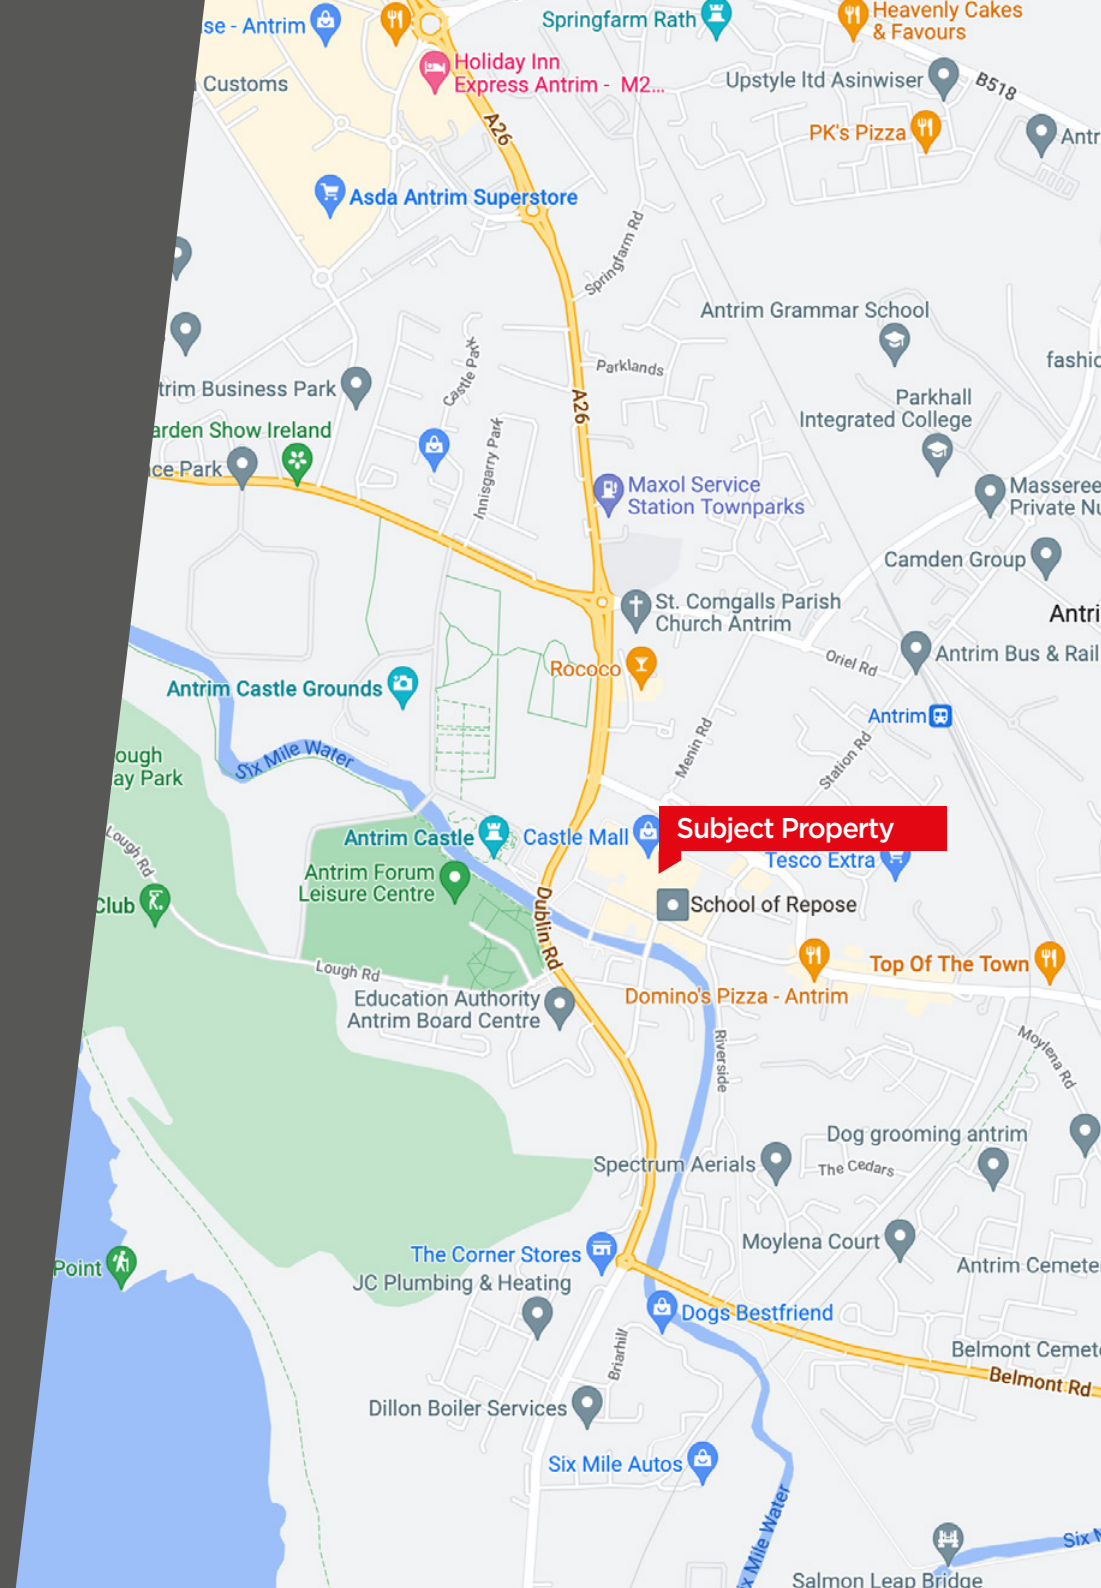 se - Antrim
Springfarm Rath
Heavenly Cakes
& Favours
Customs
Holiday Inn
Express Antrim - M2...
Upstyle ltd Asinwiser
B518
A26
PK's Pizza
Antr
Asda Antrim Superstore
Springfarm Rd
Antrim Grammar School
Castle Park
Parklands
fashio
trim Business Park
A26
Parkhall
Integrated College
arden Show Ireland
Innisgarry Park
ce Park
Maxol Service
Station Townparks
Massere
Private Nu
Camden Group
St. Comgalls Parish
Church Antrim
Antri
Oriel Rd
Antrim Bus & Rail
Rococo
Antrim Castle Grounds
Antrim
Menin Rd
Station Rd
ough
ay Park
Six Mile Water
Lough Rd
Subject Property
Antrim Castle
Castle Mall
Tesco Extra
Antrim Forum
Leisure Centre
Club
School of Repose
Dublin Rd
Lough Rd
Top Of The Town
Domino's Pizza - Antrim
Education Authority
Antrim Board Centre
Riverside
Moylena Rd
Dog grooming antrim
Spectrum Aerials
The Cedars
Moylena Court
The Corner Stores
Antrim Cemete
Point
JC Plumbing & Heating
Dogs Bestfriend
Briarhill
Belmont Cemete
Belmont Rd
Dillon Boiler Services
Six Mile Autos
x Mile Water
Six M
Salmon Leap Bridge